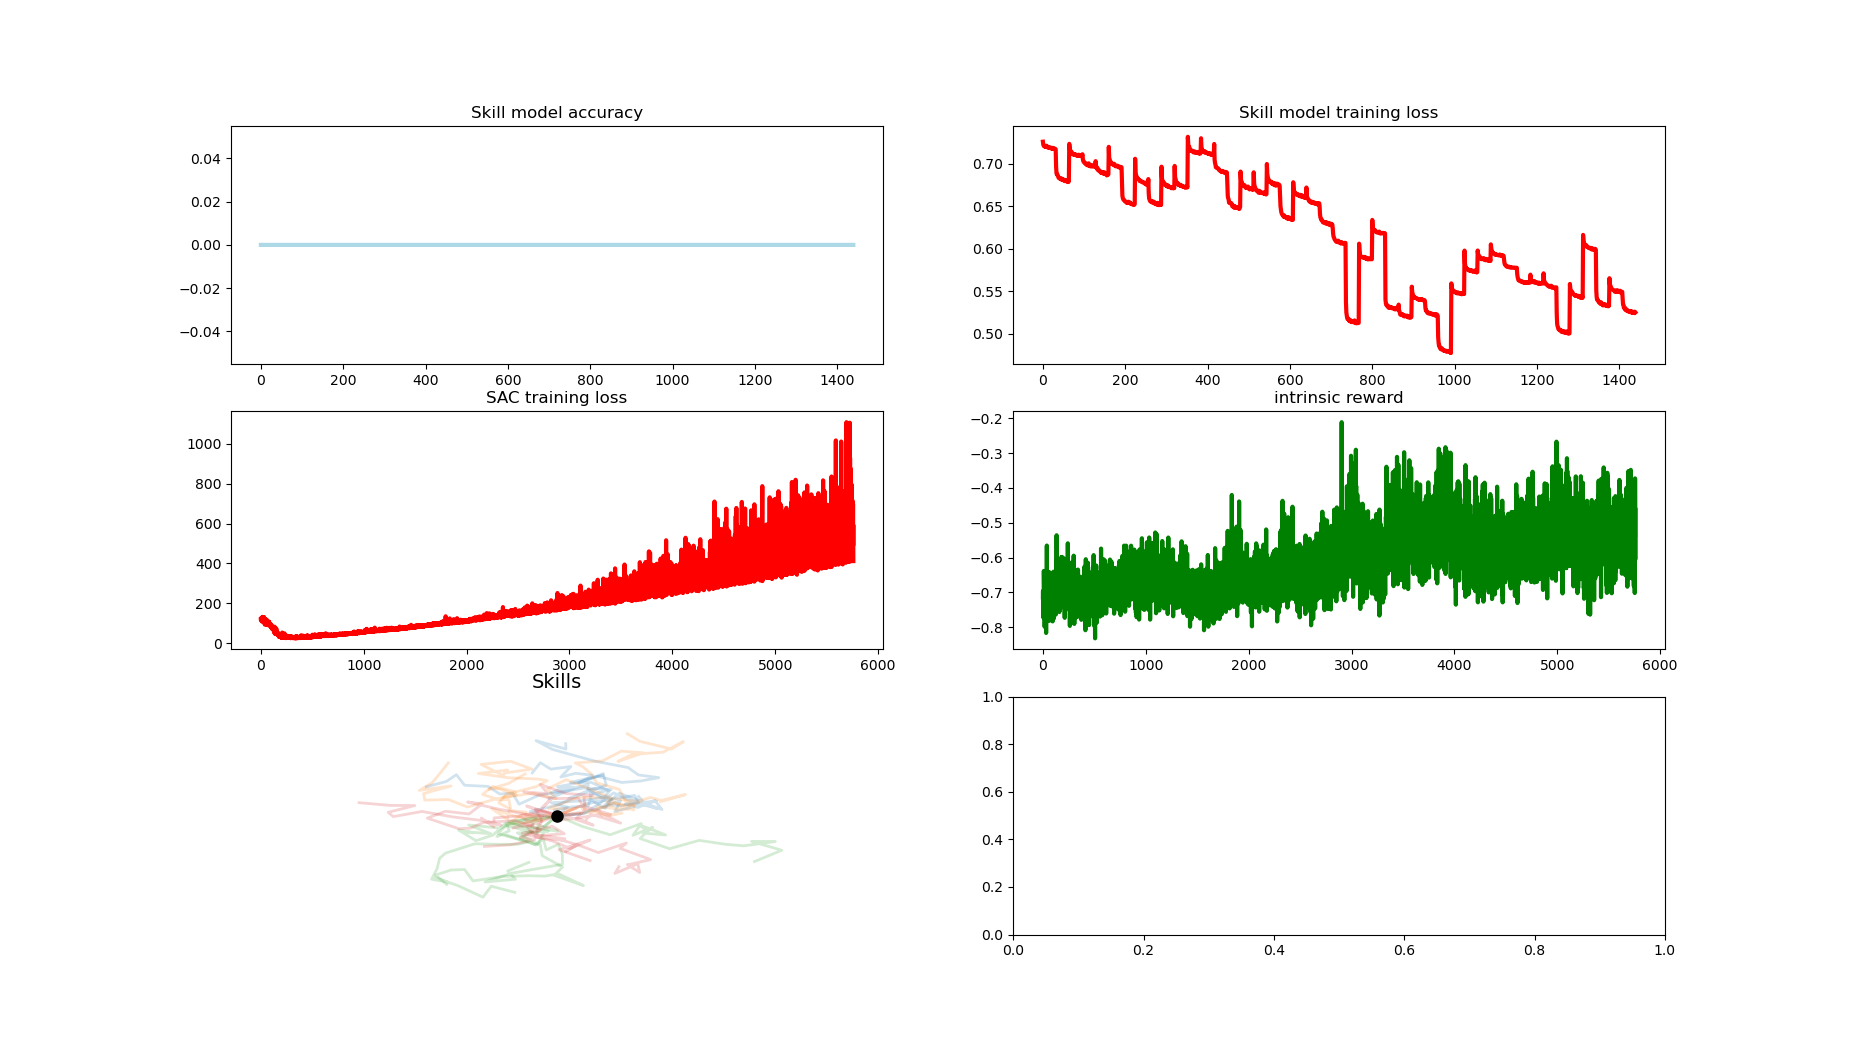 Skill model accuracy
0.04
0.02
0.00
−0.02
−0.04
0 200 400 600 800 1000 1200 1400
Skill model training loss
0.70
0.65
0.60
0.55
0.50
0 200 400 600 800 1000 1200 1400
SAC training loss
1000
800
600
400
200
0
0 1000 2000 3000 4000 5000 6000
intrinsic reward
−0.2
−0.3
−0.4
−0.5
−0.6
−0.7
−0.8
0 1000 2000 3000 4000 5000 6000
Skills
1.0
0.8
0.6
0.4
0.2
0.0
0.0 0.2 0.4 0.6 0.8 1.0